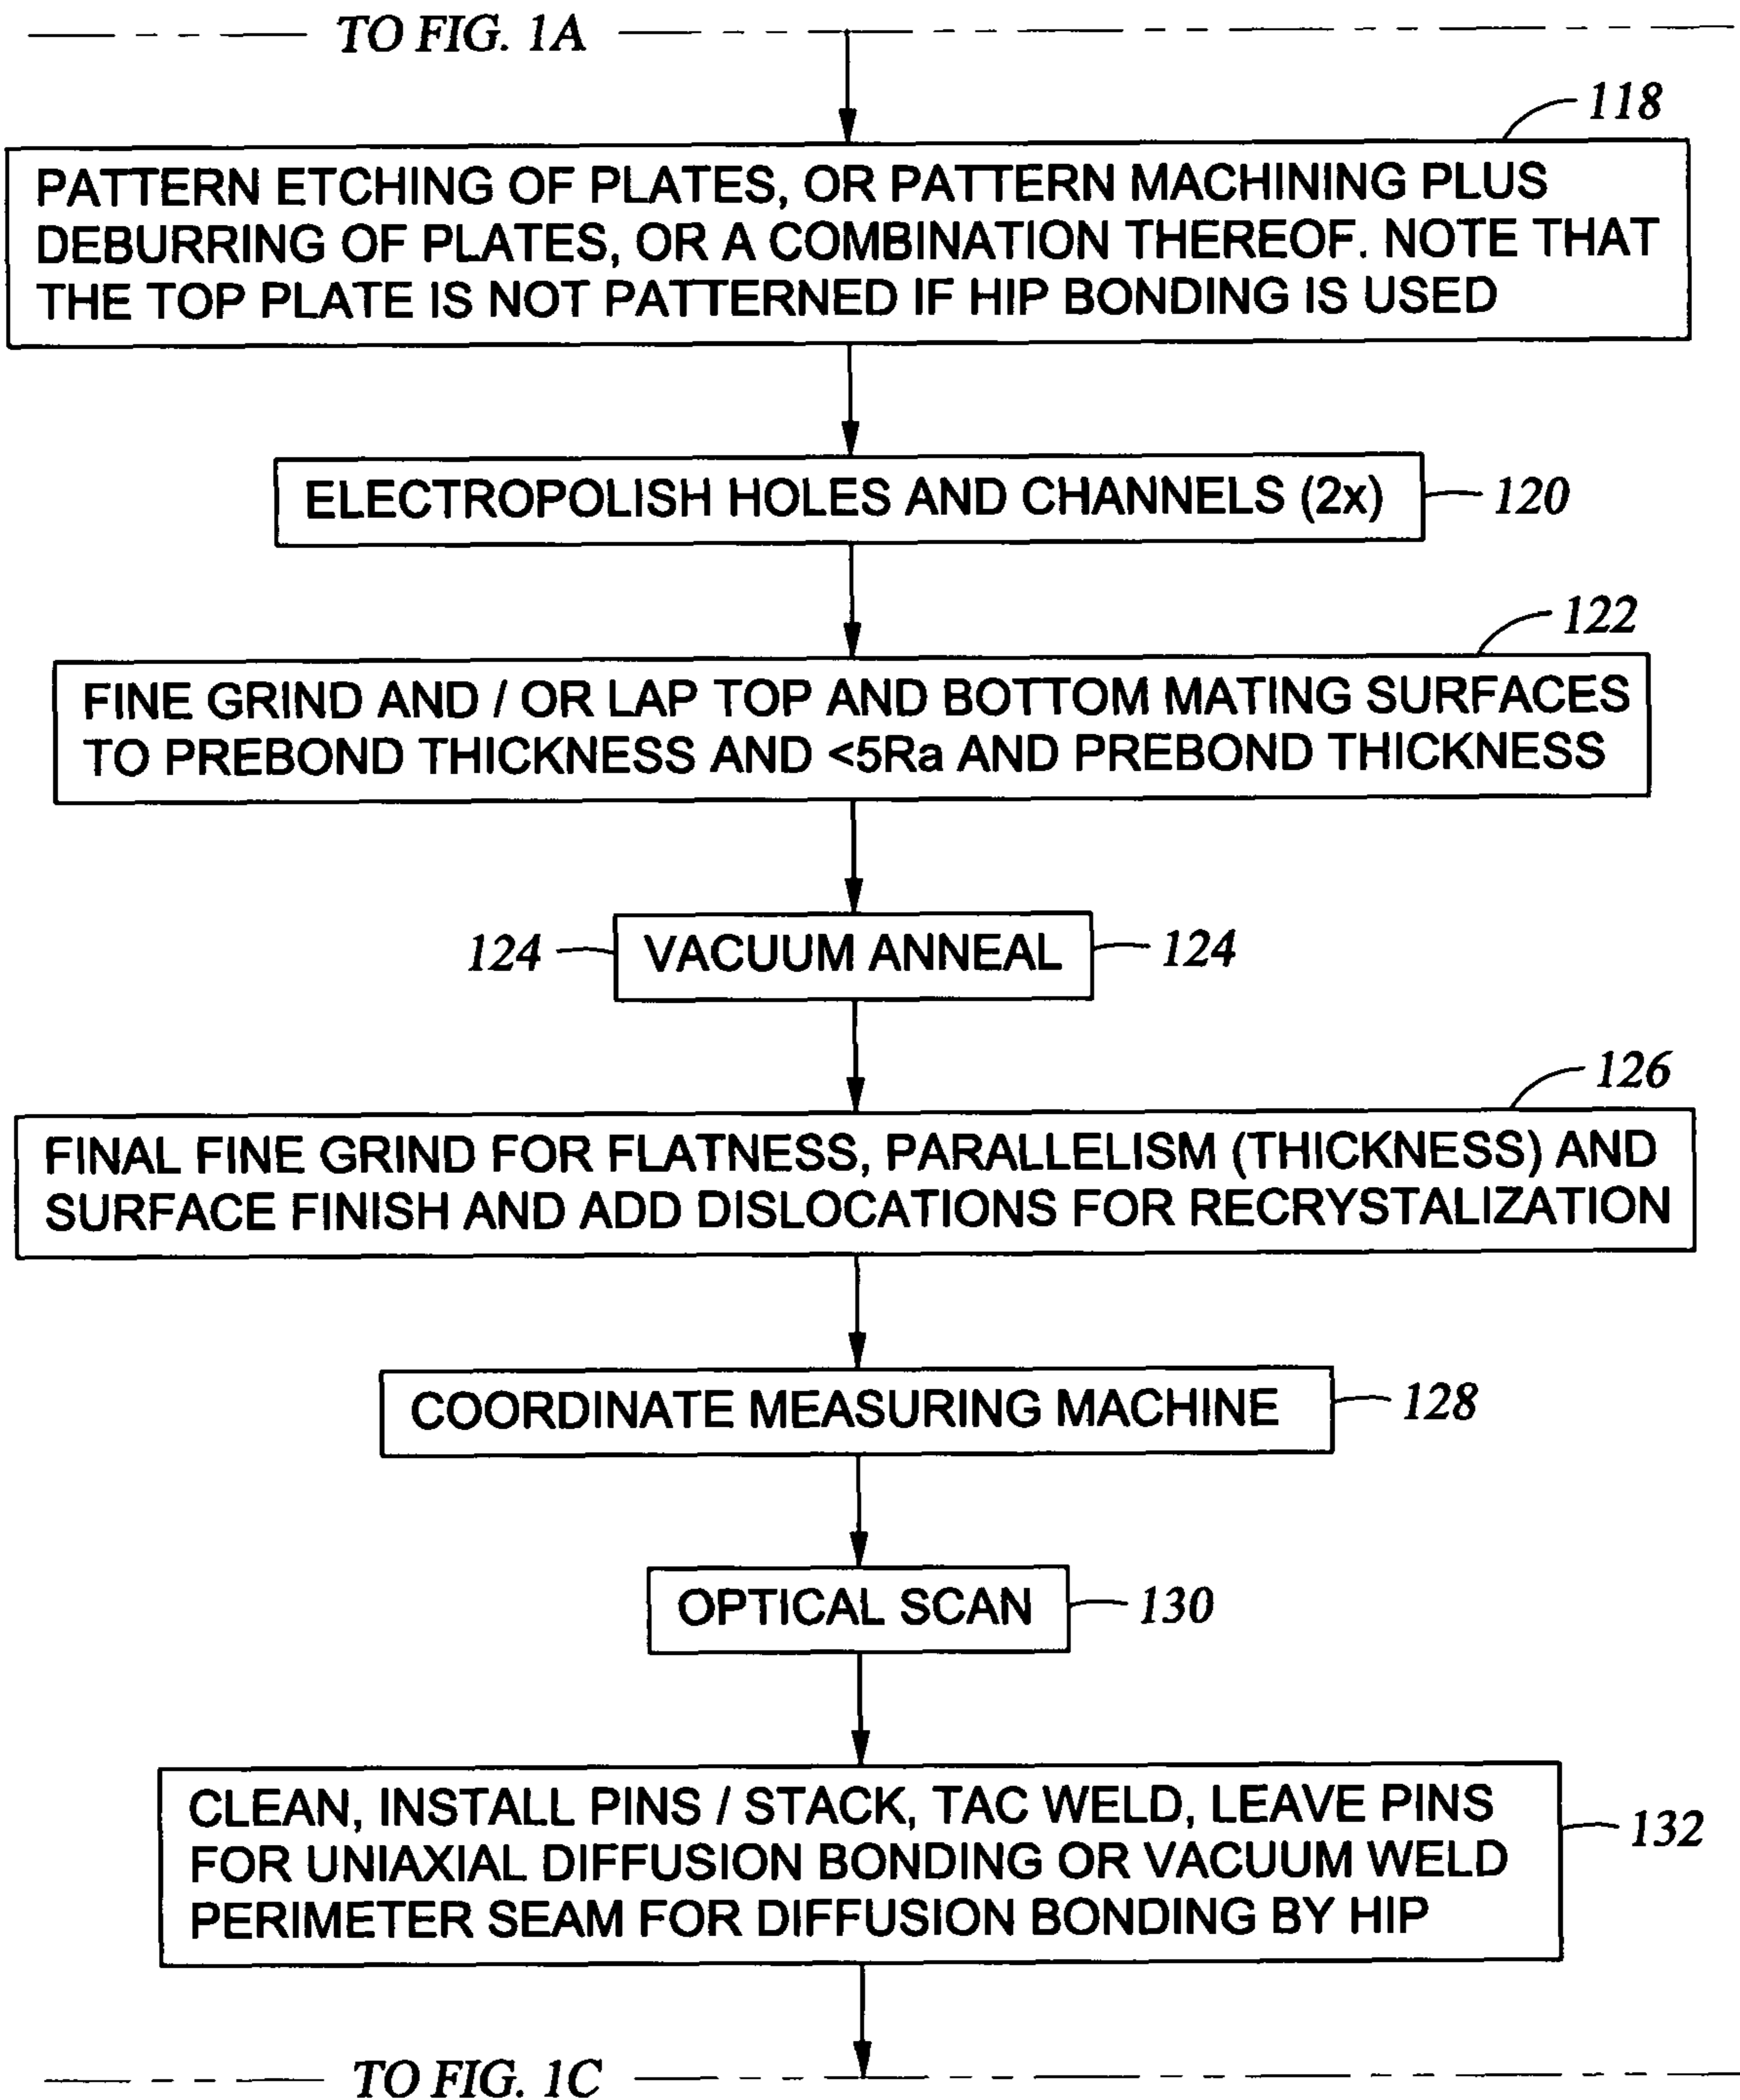 TO FIG. 1A
118
PATTERN ETCHING OF PLATES, OR PATTERN MACHINING PLUS
DEBURRING OF PLATES, OR A COMBINATION THEREOF. NOTE THAT
THE TOP PLATE IS NOT PATTERNED IF HIP BONDING IS USED
ELECTROPOLISH HOLES AND CHANNELS (2x)
120
122
FINE GRIND AND / OR LAP TOP AND BOTTOM MATING SURFACES
TO PREBOND THICKNESS AND <5Ra AND PREBOND THICKNESS
124
VACUUM ANNEAL
124
126
FINAL FINE GRIND FOR FLATNESS, PARALLELISM (THICKNESS) AND
SURFACE FINISH AND ADD DISLOCATIONS FOR RECRYSTALIZATION
COORDINATE MEASURING MACHINE
128
OPTICAL SCAN
130
CLEAN, INSTALL PINS / STACK, TAC WELD, LEAVE PINS
FOR UNIAXIAL DIFFUSION BONDING OR VACUUM WELD
PERIMETER SEAM FOR DIFFUSION BONDING BY HIP
132
TO FIG. 1C